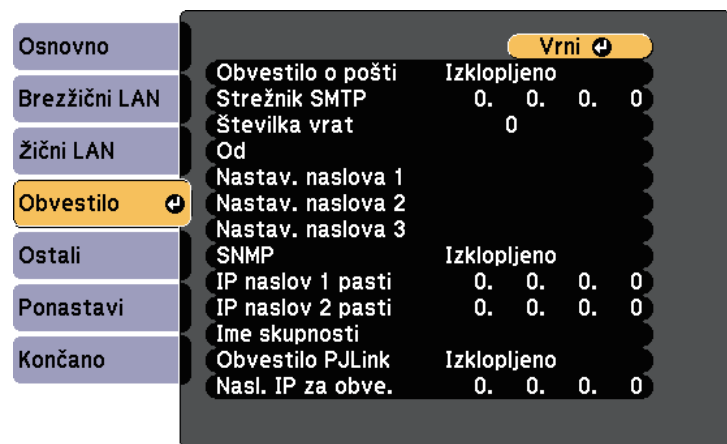 Osnovno
Brezžični LAN
Žični LAN
Obvestilo
Ostali
Ponastavi
Končano
Vrni
Obvestilo o pošti Izklopljeno
Strežnik SMTP 0. 0. 0. 0
Številka vrat 0
Od
Nastav. naslova 1
Nastav. naslova 2
Nastav. naslova 3
SNMP Izklopljeno
IP naslov 1 pasti 0. 0. 0. 0
IP naslov 2 pasti 0. 0. 0. 0
Ime skupnosti
Obvestilo PJLink Izklopljeno
Nasl. IP za obve. 0. 0. 0. 0